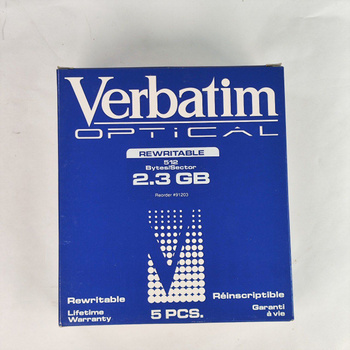 Verbatim
OPTICAL
REWRITABLE
512
Bytes/Sector
2.3 GB
Reorder #91203
Rewritable
Réinscriptible
Lifetime
Warranty
Garanti
à vie
5 PCS.